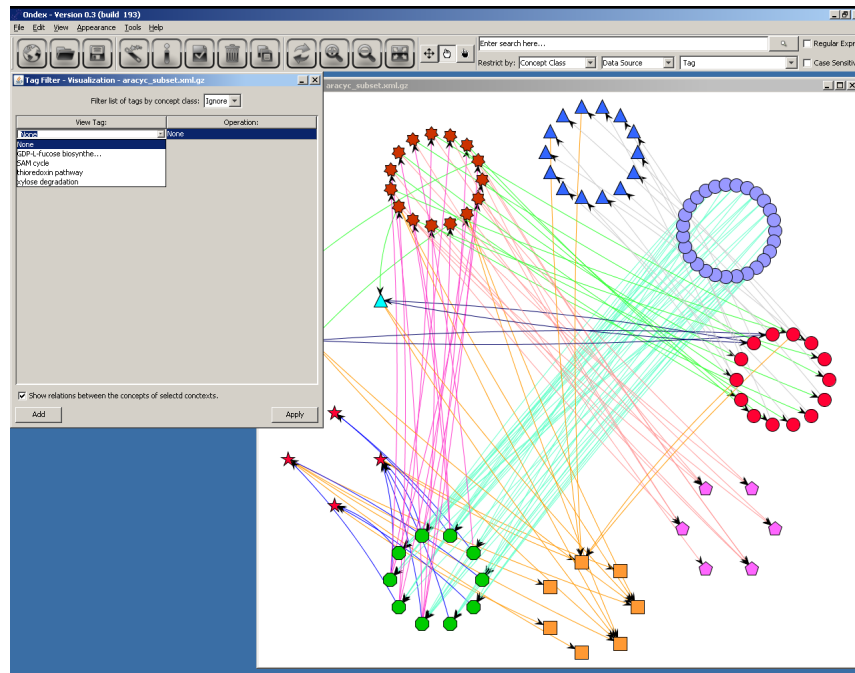 Ondex - Version 0.3 (build 193)
File Edit View Appearance Tools Help
Enter search here...
Regular Expr
Restrict by: Concept Class Data Source Tag
Case Sensitiv
Tag Filter - Visualization - aracyc_subset.xml.gz
aracyc_subset.xml.gz
Filter list of tags by concept class: Ignore
View Tag: Operation:
None None
None
GDP-L-fucose biosynthe...
SAM cycle
thioredoxin pathway
xylose degradation
Show relations between the concepts of selectd conctexts.
Add Apply